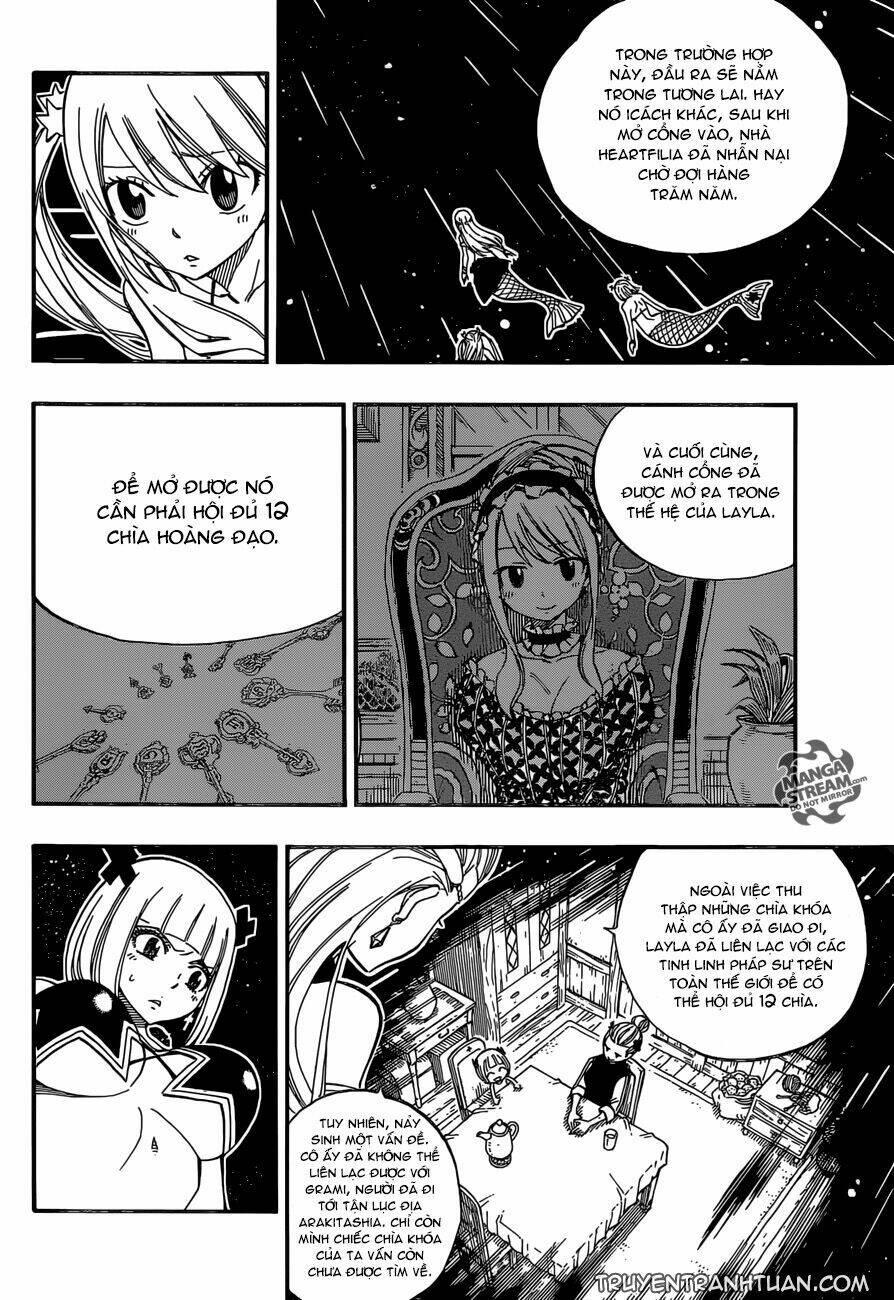 TRONG TRƯỜNG HỢP
NÀY, ĐẦU RA SẼ NẰM
TRONG TƯƠNG LAI. HAY
NÓ ICÁCH KHÁC, SAU KHI
MỞ CỔNG VÀO, NHÀ
HEARTFILIA ĐÃ NHẪN NẠI
CHỜ ĐỢI HÀNG
TRĂM NĂM.
VÀ CUỐI CÙNG,
CÁNH CỔNG ĐÃ
ĐƯỢC MỞ RA TRONG
THẾ HỆ CỦA LAYLA.
ĐỂ MỞ ĐƯỢC NÓ
CẦN PHẢI HỘI ĐỦ 12
CHÌA HOÀNG ĐẠO.
MANGA
STREAM.com
DO NOT MIRROR
NGOÀI VIỆC THU
THẬP NHỮNG CHÌA KHÓA
MÀ CÔ ẤY ĐÃ GIAO ĐI,
LAYLA ĐÃ LIÊN LẠC VỚI CÁC
TINH LINH PHÁP SƯ TRÊN
TOÀN THẾ GIỚI ĐỂ CÓ
THỂ HỘI ĐỦ 12 CHÌA.
TUY NHIÊN, NẢY
SINH MỘT VẤN ĐỀ.
CÔ ẤY ĐÃ KHÔNG THỂ
LIÊN LẠC ĐƯỢC VỚI
GRAMI, NGƯỜI ĐÃ ĐI
TỚI TẬN LỤC ĐỊA
ARAKITASHIA. CHỈ CÒN
MÌNH CHIẾC CHÌA KHÓA
CỦA TA VẪN CÒN
CHƯA ĐƯỢC TÌM VỀ.
TRUYENTRANHTUAN.COM